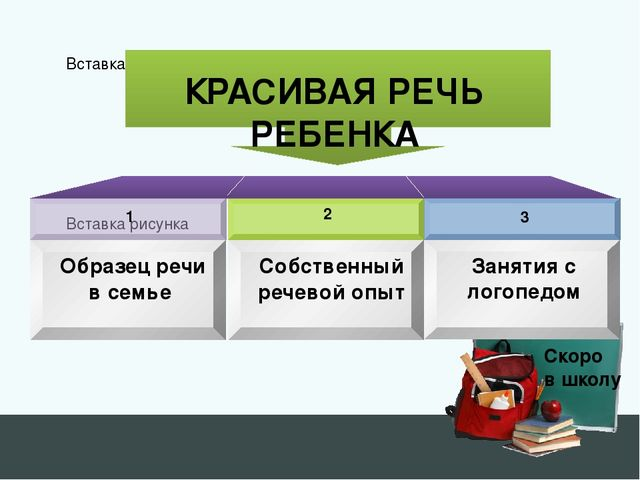 Вставка
КРАСИВАЯ РЕЧЬ
РЕБЕНКА
1
2
3
Вставка рисунка
Образец речи
в семье
Собственный
речевой опыт
Занятия с
логопедом
Скоро
в школу